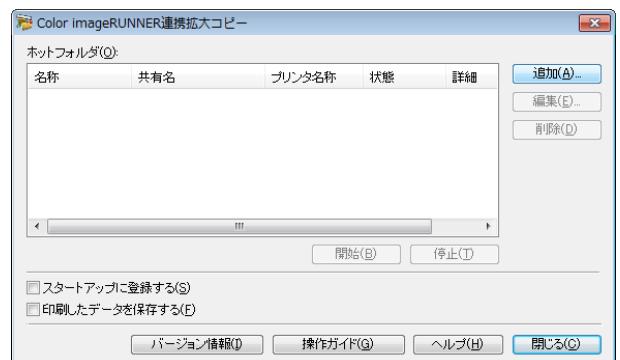 Color imageRUNNER連携拡大コピー
ホットフォルダ(O):
名称 共有名 プリンタ名称 状態 詳細
追加(A)...
編集(E)...
削除(D)
開始(B) 停止(T)
スタートアップに登録する(S)
印刷したデータを保存する(F)
バージョン情報(I) 操作ガイド(G) ヘルプ(H) 閉じる(C)